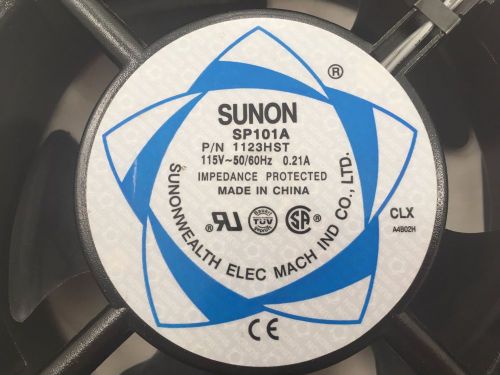 ®
SUNON
SP101A
P/N 1123HST
115V~50/60Hz 0.21A
IMPEDANCE PROTECTED
MADE IN CHINA
TÜV
SUNONWEALTH ELEC MACH IND CO., LTD.
CLX
A4B02H
CE